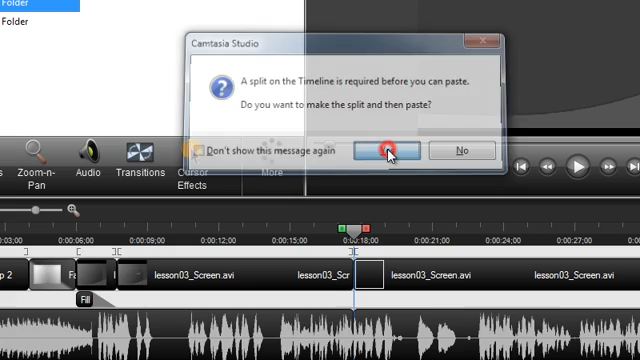 Folder
Folder
Camtasia Studio
A split on the Timeline is required before you can paste.
Do you want to make the split and then paste?
Don't show this message again
No
Zoom-n-
Pan
Audio
Transitions
Cursor
Effects
More
0:00:06;00
0:00:09;00
0:00:12;00
0:00:15;00
0:00:18;00
0:00:21;00
0:00:24;00
0:00:27;00
lesson03_Screen.avi
lesson03_Scr
lesson03_Screen.avi
lesson03_Screen.avi
Fill